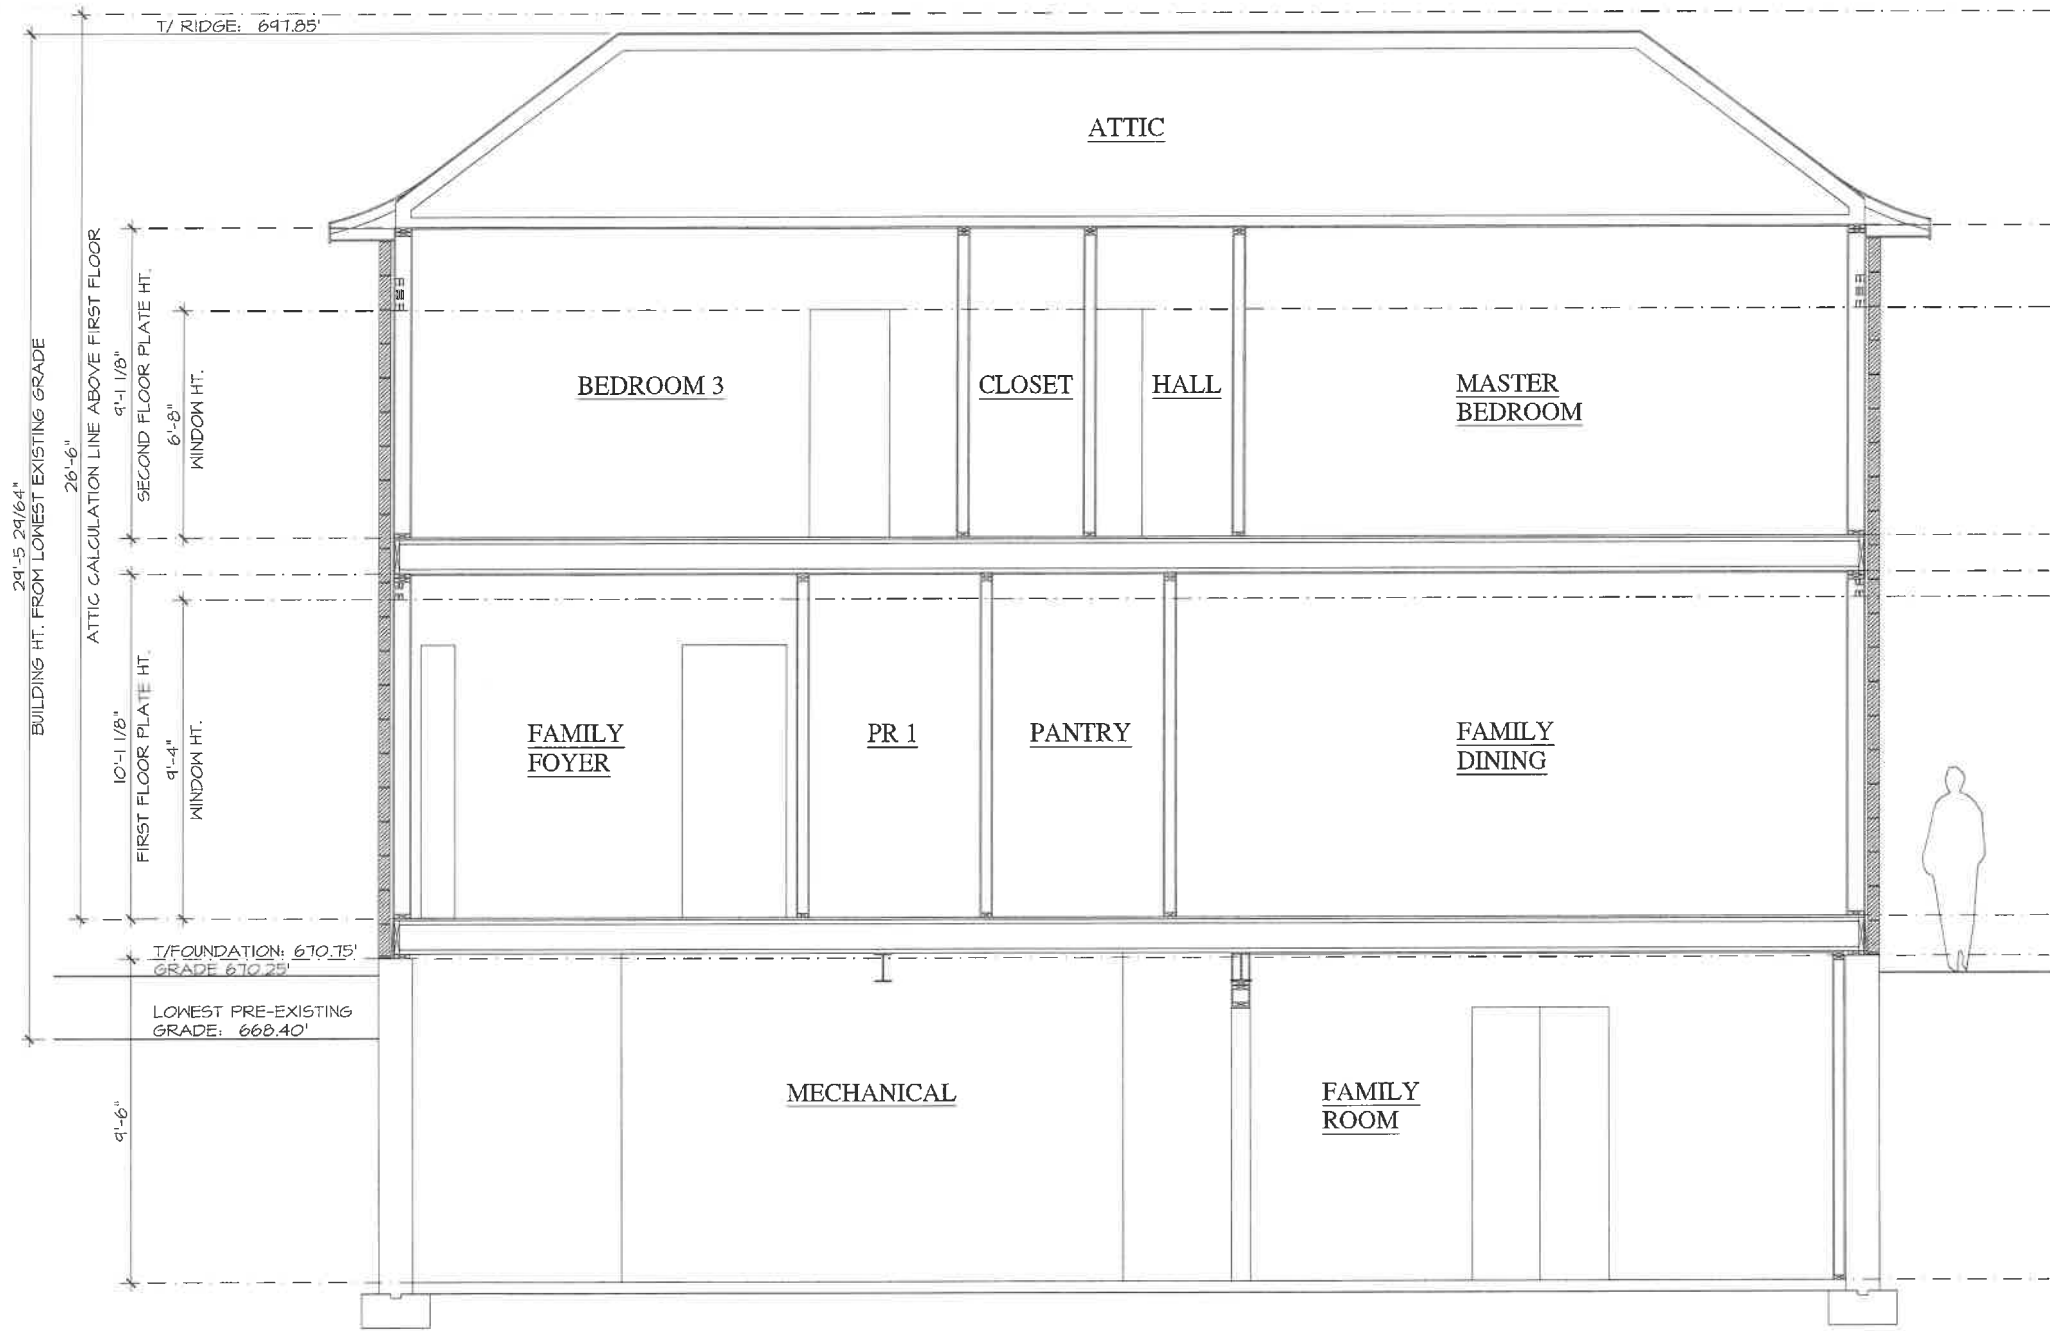 T/ RIDGE: 697.85'
ATTIC
29'-5 29/64"
BUILDING HT. FROM LOWEST EXISTING GRADE
26'-6"
ATTIC CALCULATION LINE ABOVE FIRST FLOOR
9'-1 1/8"
SECOND FLOOR PLATE HT.
6'-8"
WINDOW HT.
BEDROOM 3
CLOSET
HALL
MASTER
BEDROOM
10'-1 1/8"
FIRST FLOOR PLATE HT.
9'-4"
WINDOW HT.
FAMILY
FOYER
PR 1
PANTRY
FAMILY
DINING
T/FOUNDATION: 670.75'
GRADE 670.25'
LOWEST PRE-EXISTING
GRADE: 668.40'
9'-6"
MECHANICAL
FAMILY
ROOM